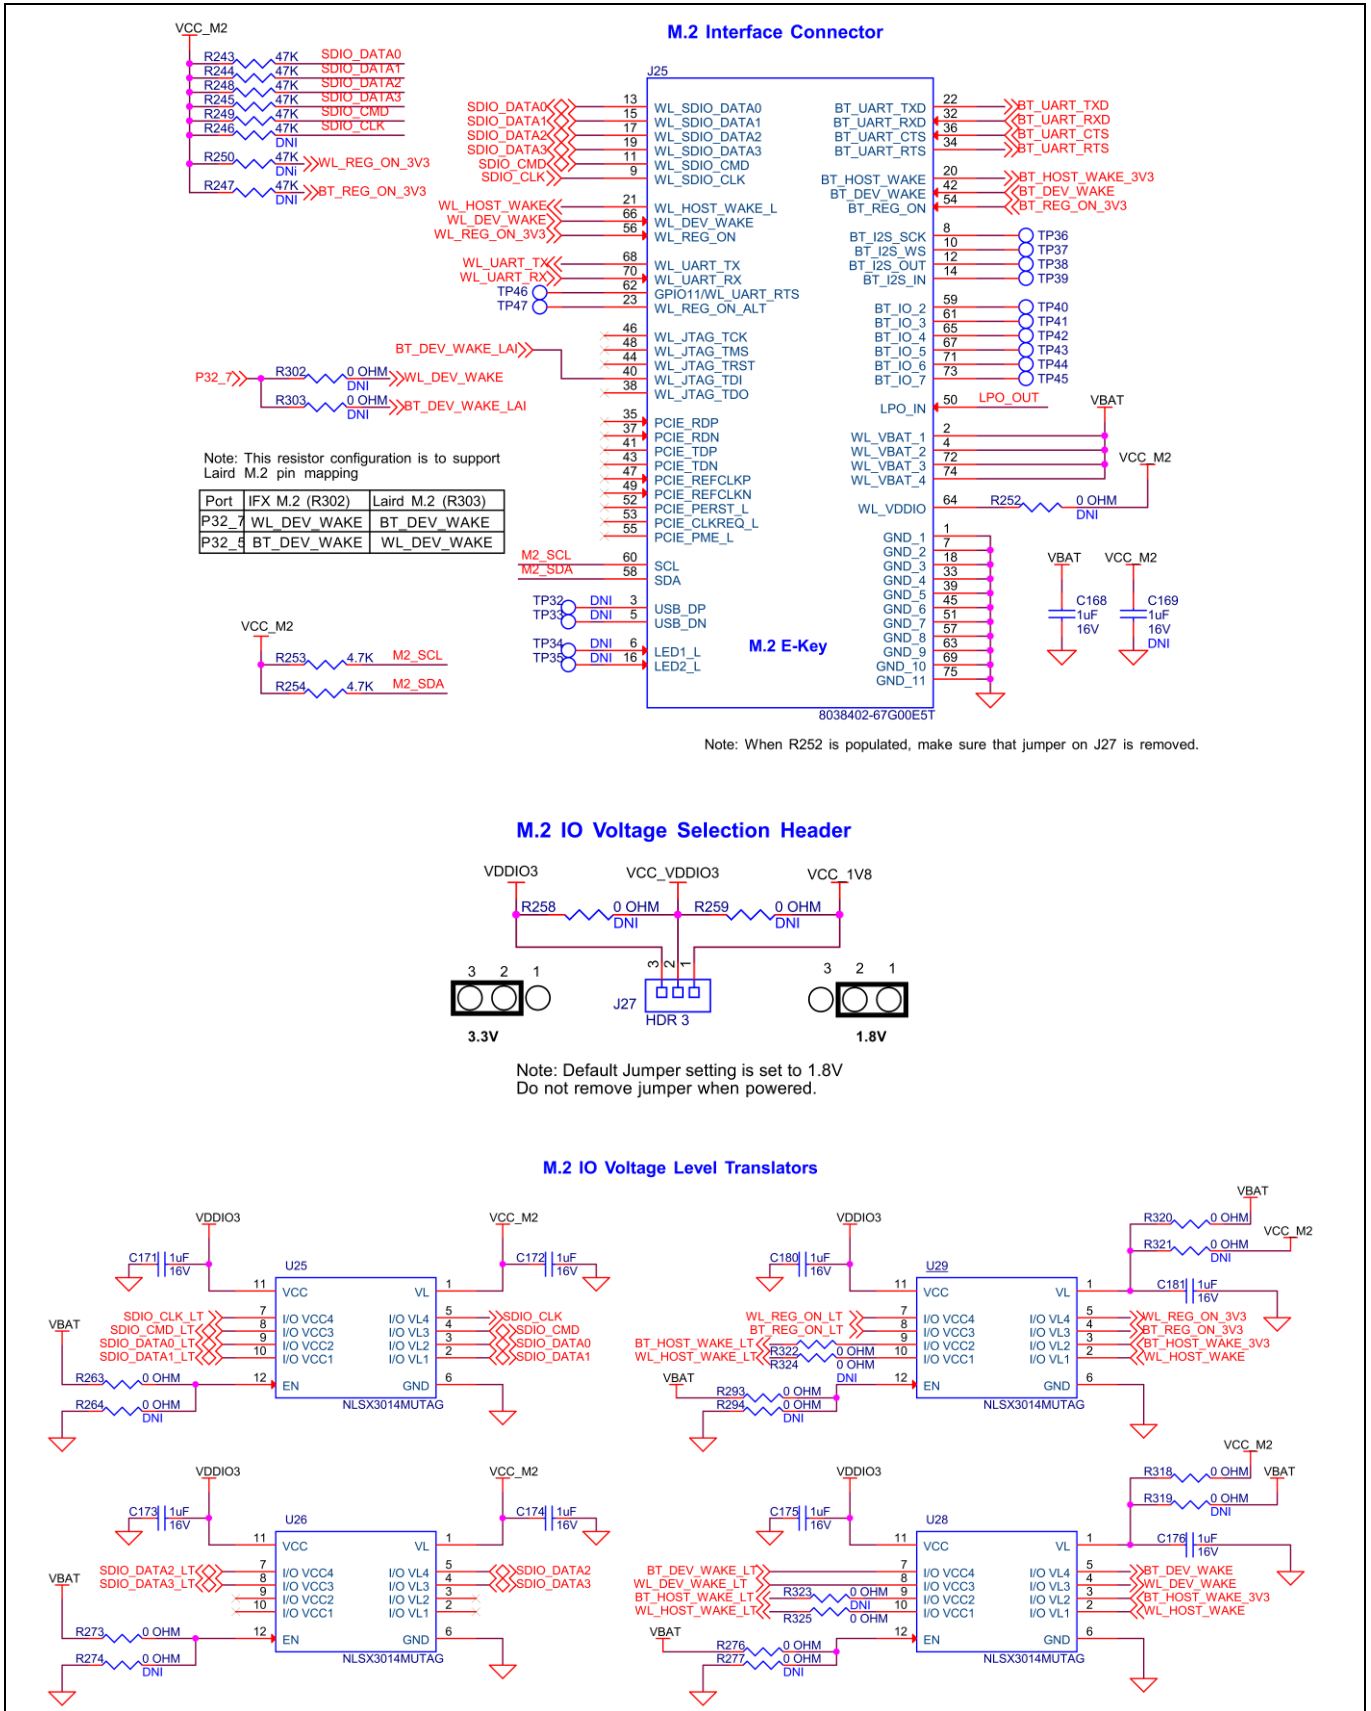 M.2 Interface Connector
VCC_M2
R243 47K SDIO_DATA0
R244 47K SDIO_DATA1
R248 47K SDIO_DATA2
R245 47K SDIO_DATA3
R249 47K SDIO_CMD
R246 47K SDIO_CLK
DNI
R250 47K WL_REG_ON_3V3
DNi
R247 47K BT_REG_ON_3V3
DNI
J25
SDIO_DATA0 13 WL_SDIO_DATA0
SDIO_DATA1 15 WL_SDIO_DATA1
SDIO_DATA2 17 WL_SDIO_DATA2
SDIO_DATA3 19 WL_SDIO_DATA3
SDIO_CMD 11 WL_SDIO_CMD
SDIO_CLK 9 WL_SDIO_CLK
WL_HOST_WAKE 21 WL_HOST_WAKE_L
WL_DEV_WAKE 66 WL_DEV_WAKE
WL_REG_ON_3V3 56 WL_REG_ON
WL_UART_TX 68 WL_UART_TX
WL_UART_RX 70 WL_UART_RX
TP46 62 GPIO11/WL_UART_RTS
TP47 23 WL_REG_ON_ALT
46 WL_JTAG_TCK
48 WL_JTAG_TMS
44 WL_JTAG_TRST
BT_DEV_WAKE_LAI 40 WL_JTAG_TDI
38 WL_JTAG_TDO
35 PCIE_RDP
37 PCIE_RDN
41 PCIE_TDP
43 PCIE_TDN
47 PCIE_REFCLKP
49 PCIE_REFCLKN
52 PCIE_PERST_L
53 PCIE_CLKREQ_L
55 PCIE_PME_L
M2_SCL 60 SCL
M2_SDA 58 SDA
TP32 DNI 3 USB_DP
TP33 DNI 5 USB_DN
TP34 DNI 6 LED1_L
TP35 DNI 16 LED2_L
BT_UART_TXD 22 BT_UART_TXD
BT_UART_RXD 32 BT_UART_RXD
BT_UART_CTS 36 BT_UART_CTS
BT_UART_RTS 34 BT_UART_RTS
BT_HOST_WAKE 20 BT_HOST_WAKE_3V3
BT_DEV_WAKE 42 BT_DEV_WAKE
BT_REG_ON 54 BT_REG_ON_3V3
BT_I2S_SCK 8 TP36
BT_I2S_WS 10 TP37
BT_I2S_OUT 12 TP38
BT_I2S_IN 14 TP39
BT_IO_2 59 TP40
BT_IO_3 61 TP41
BT_IO_4 65 TP42
BT_IO_5 67 TP43
BT_IO_6 71 TP44
BT_IO_7 73 TP45
LPO_IN 50 LPO_OUT
VBAT
WL_VBAT_1 2
WL_VBAT_2 4
WL_VBAT_3 72
WL_VBAT_4 74
VCC_M2
WL_VDDIO 64 R252 0 OHM
DNI
GND_1 1
GND_2 7
GND_3 18
GND_4 33
GND_5 39
GND_6 45
GND_7 51
GND_8 57
GND_9 63
GND_10 69
GND_11 75
M.2 E-Key
8038402-67G00E5T
VBAT VCC_M2
C168 C169
1uF 1uF
16V 16V
DNI
P32_7 R302 0 OHM WL_DEV_WAKE
DNI
R303 0 OHM BT_DEV_WAKE_LAI
DNI
Note: This resistor configuration is to support
Laird M.2 pin mapping
Port IFX M.2 (R302) Laird M.2 (R303)
P32_7 WL_DEV_WAKE BT_DEV_WAKE
P32_5 BT_DEV_WAKE WL_DEV_WAKE
VCC_M2
R253 4.7K M2_SCL
R254 4.7K M2_SDA
Note: When R252 is populated, make sure that jumper on J27 is removed.
M.2 IO Voltage Selection Header
VDDIO3 VCC_VDDIO3 VCC_1V8
R258 0 OHM R259 0 OHM
DNI DNI
3 2 1
3 2 1 3 2 1
J27
HDR 3
3.3V 1.8V
Note: Default Jumper setting is set to 1.8V
Do not remove jumper when powered.
M.2 IO Voltage Level Translators
VDDIO3 VCC_M2
C171 1uF 16V U25 C172 1uF 16V
11 VCC VL 1
SDIO_CLK_LT 7 I/O VCC4 I/O VL4 5 SDIO_CLK
SDIO_CMD_LT 8 I/O VCC3 I/O VL3 4 SDIO_CMD
SDIO_DATA0_LT 9 I/O VCC2 I/O VL2 3 SDIO_DATA0
SDIO_DATA1_LT 10 I/O VCC1 I/O VL1 2 SDIO_DATA1
VBAT
R263 0 OHM 12 EN GND 6
R264 0 OHM NLSX3014MUTAG
DNI
VDDIO3 VBAT
R320 0 OHM
VCC_M2
R321 0 OHM
DNI
C180 1uF 16V U29 C181 1uF 16V
11 VCC VL 1
WL_REG_ON_LT 7 I/O VCC4 I/O VL4 5 WL_REG_ON_3V3
BT_REG_ON_LT 8 I/O VCC3 I/O VL3 4 BT_REG_ON_3V3
BT_HOST_WAKE_LT 9 I/O VCC2 I/O VL2 3 BT_HOST_WAKE_3V3
WL_HOST_WAKE_LT R322 0 OHM 10 I/O VCC1 I/O VL1 2 WL_HOST_WAKE
R324 0 OHM
DNI
VBAT
R293 0 OHM 12 EN GND 6
R294 0 OHM NLSX3014MUTAG
DNI
VDDIO3 VCC_M2
C173 1uF 16V U26 C174 1uF 16V
11 VCC VL 1
SDIO_DATA2_LT 7 I/O VCC4 I/O VL4 5 SDIO_DATA2
SDIO_DATA3_LT 8 I/O VCC3 I/O VL3 4 SDIO_DATA3
9 I/O VCC2 I/O VL2 3
10 I/O VCC1 I/O VL1 2
VBAT
R273 0 OHM 12 EN GND 6
R274 0 OHM NLSX3014MUTAG
DNI
VDDIO3 VCC_M2
R318 0 OHM VBAT
R319 0 OHM
DNI
C175 1uF 16V U28 C176 1uF 16V
11 VCC VL 1
BT_DEV_WAKE_LT 7 I/O VCC4 I/O VL4 5 BT_DEV_WAKE
WL_DEV_WAKE_LT 8 I/O VCC3 I/O VL3 4 WL_DEV_WAKE
BT_HOST_WAKE_LT R323 0 OHM 9 I/O VCC2 I/O VL2 3 BT_HOST_WAKE_3V3
DNI
WL_HOST_WAKE_LT R325 0 OHM 10 I/O VCC1 I/O VL1 2 WL_HOST_WAKE
VBAT
R276 0 OHM 12 EN GND 6
R277 0 OHM NLSX3014MUTAG
DNI